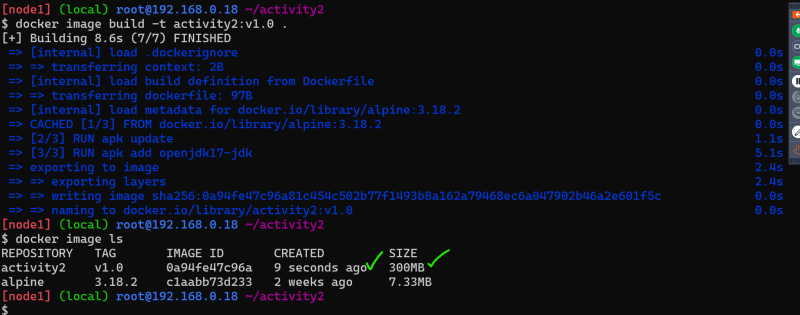 [node1] (local) root@192.168.0.18 ~/activity2
$ docker image build -t activity2:v1.0 .
[+] Building 8.6s (7/7) FINISHED
=> [internal] load .dockerignore 0.0s
=> => transferring context: 2B 0.0s
=> [internal] load build definition from Dockerfile 0.0s
=> => transferring dockerfile: 97B 0.0s
=> [internal] load metadata for docker.io/library/alpine:3.18.2 0.0s
=> CACHED [1/3] FROM docker.io/library/alpine:3.18.2 0.0s
=> [2/3] RUN apk update 1.1s
=> [3/3] RUN apk add openjdk17-jdk 5.1s
=> exporting to image 2.4s
=> => exporting layers 2.4s
=> => writing image sha256:0a94fe47c96a81c454c502b77f1493b8a162a79468ec6a047902b46a2e601f5c 0.0s
=> => naming to docker.io/library/activity2:v1.0 0.0s
[node1] (local) root@192.168.0.18 ~/activity2
$ docker image ls
REPOSITORY TAG IMAGE ID CREATED SIZE
activity2 v1.0 0a94fe47c96a 9 seconds ago 300MB
alpine 3.18.2 c1aabb73d233 2 weeks ago 7.33MB
[node1] (local) root@192.168.0.18 ~/activity2
$